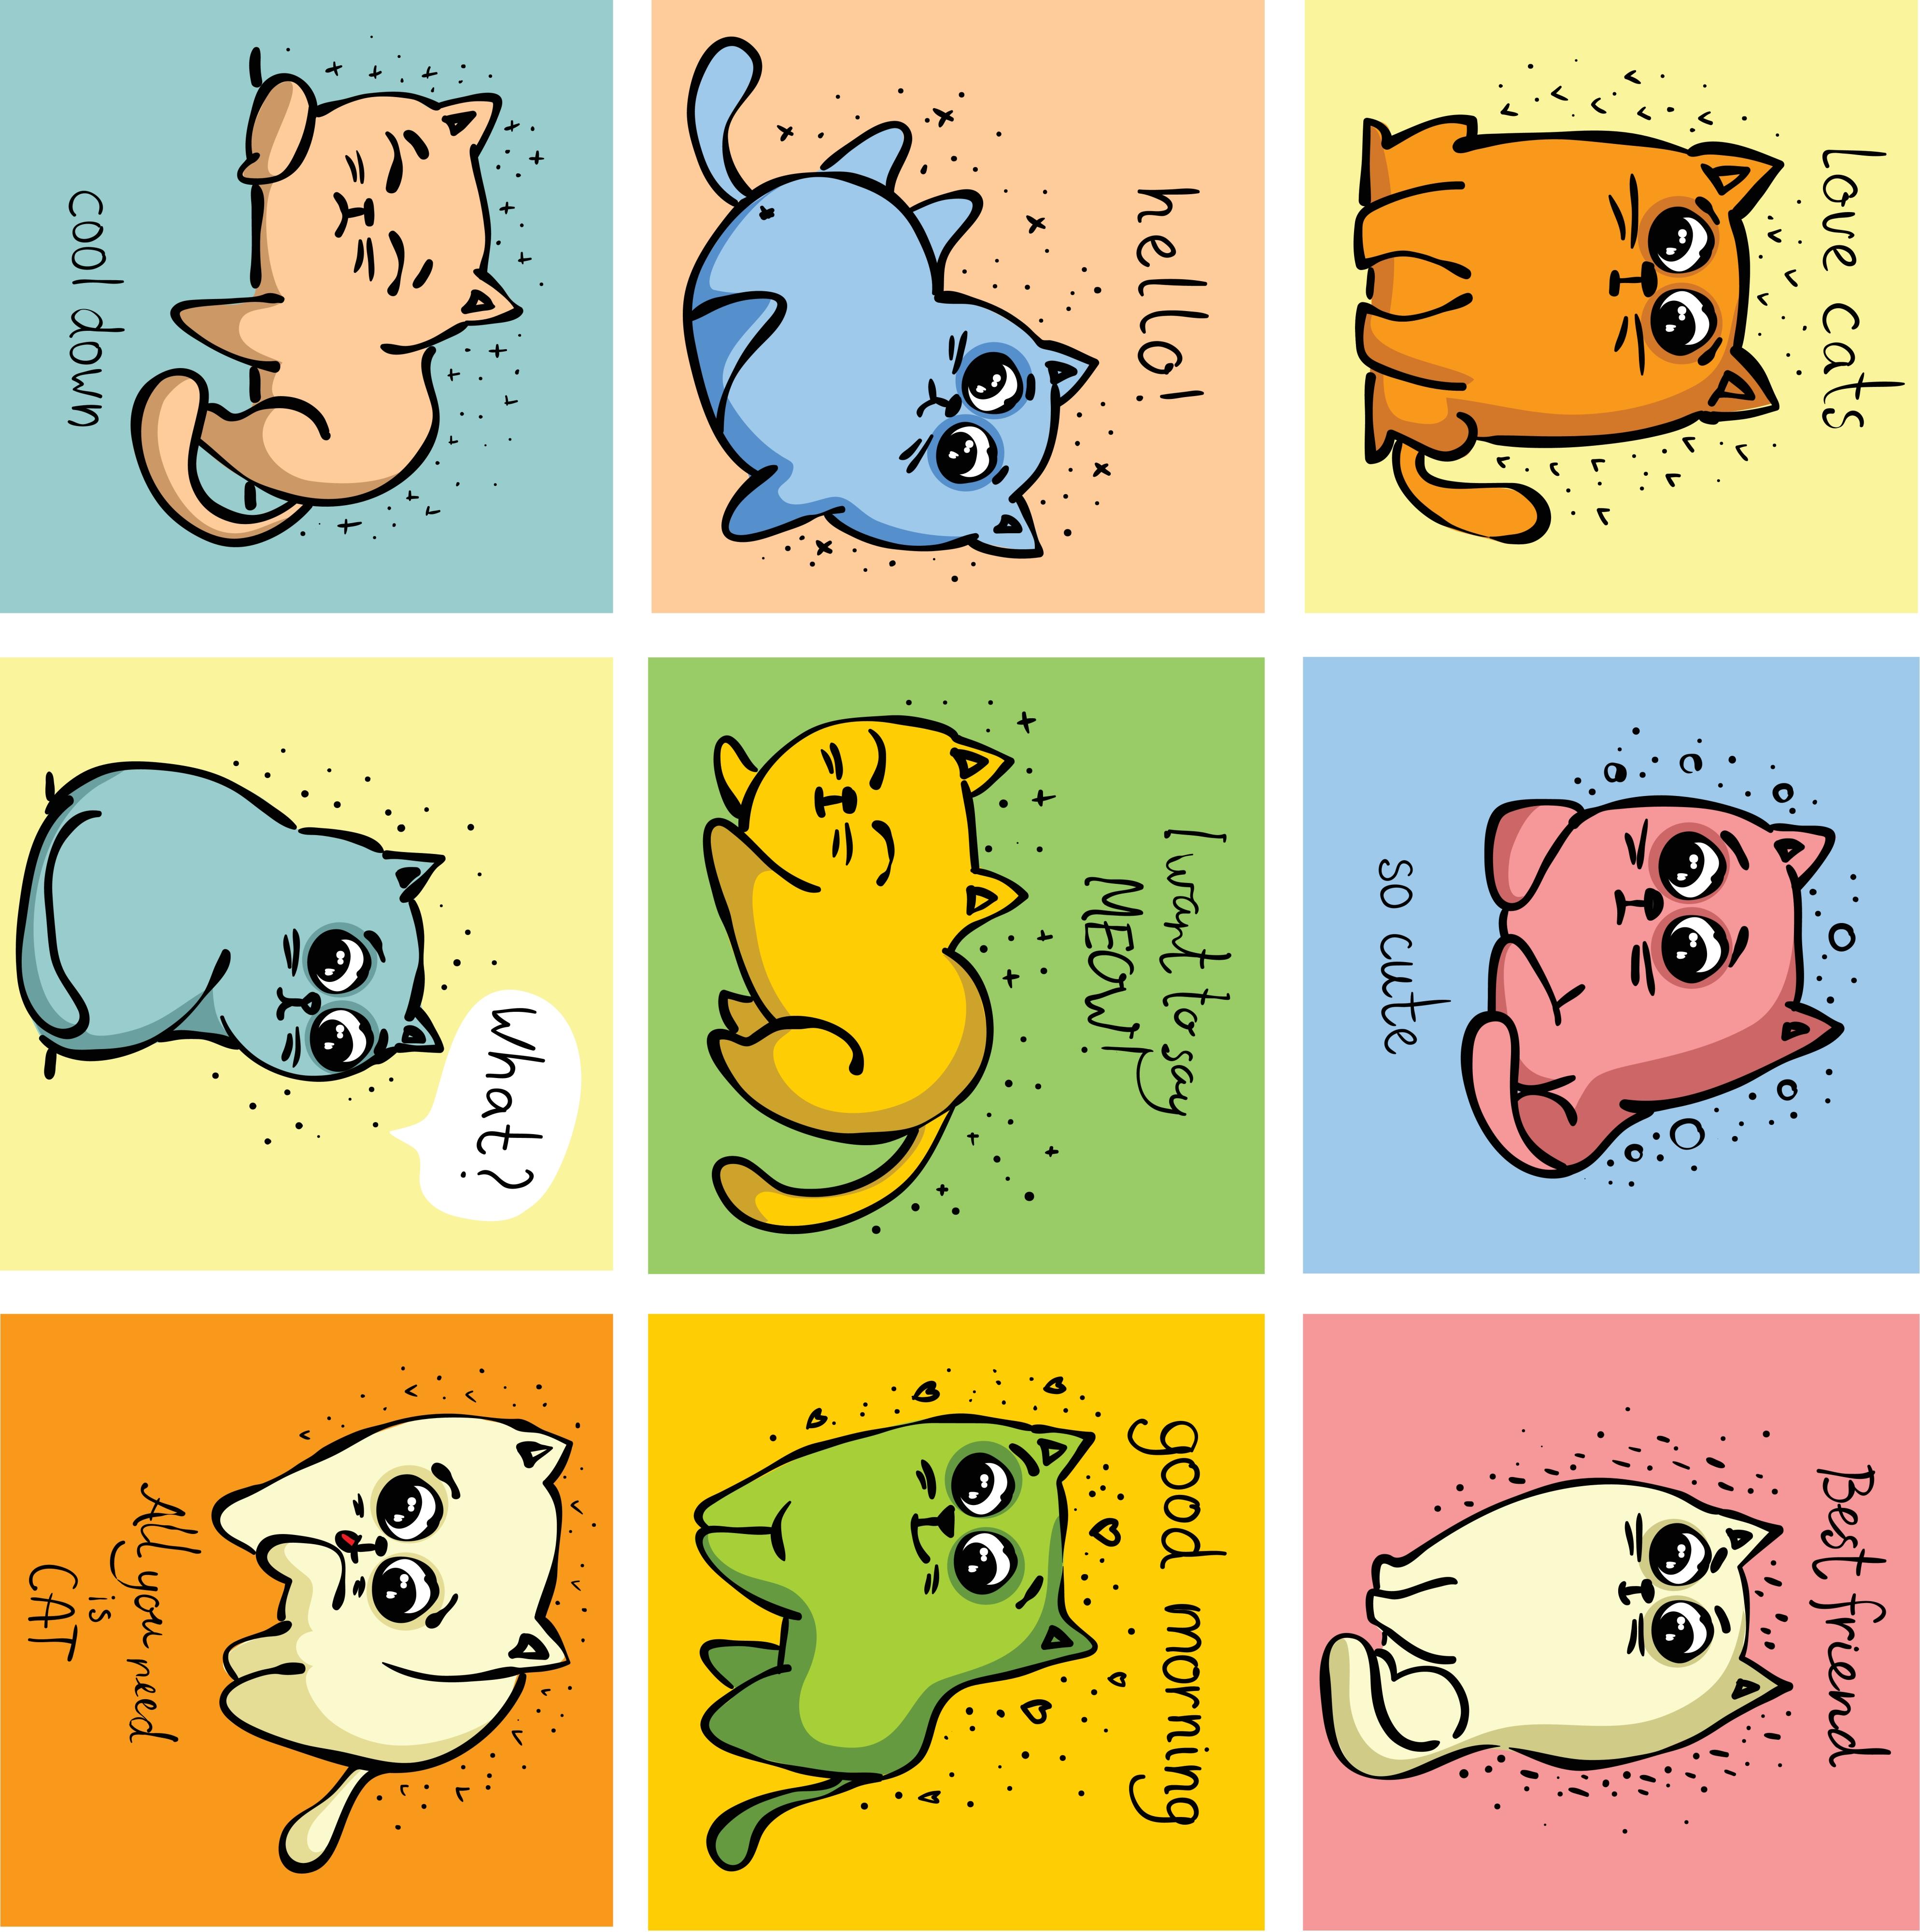 love cats
so cute
Best friend
hello!
I want to say
MEOW!
good morning
cool down
What?
All you need
is
CAT